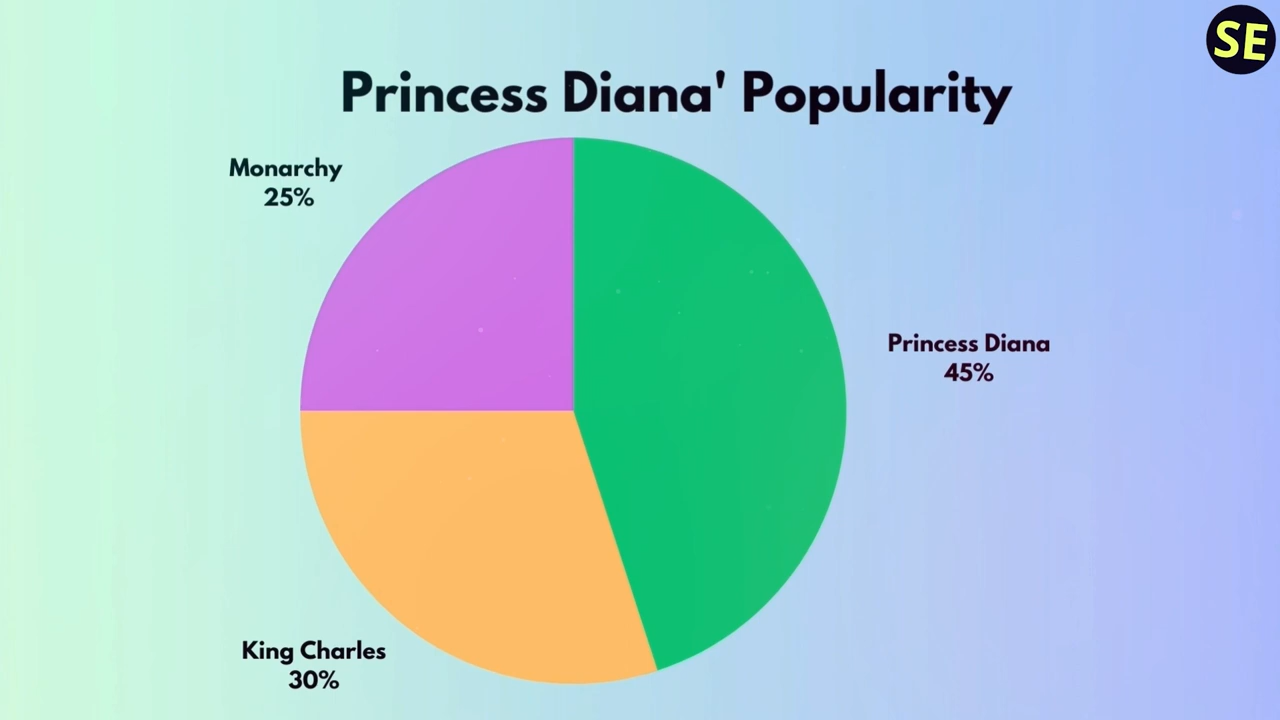 SE
Princess Diana' Popularity
Monarchy
25%
Princess Diana
45%
King Charles
30%